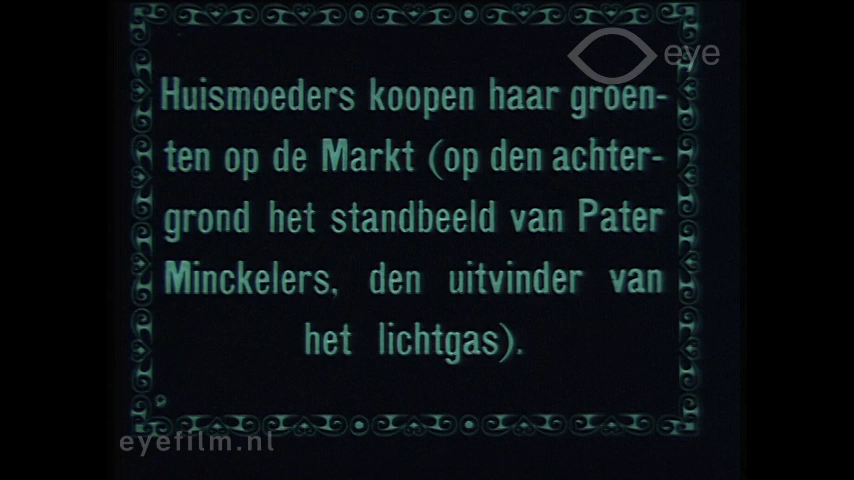 eye
Huismoeders koopen haar groen-
ten op de Markt (op den achter-
grond het standbeeld van Pater
Minckelers, den uitvinder van
het lichtgas).
eyefilm.nl